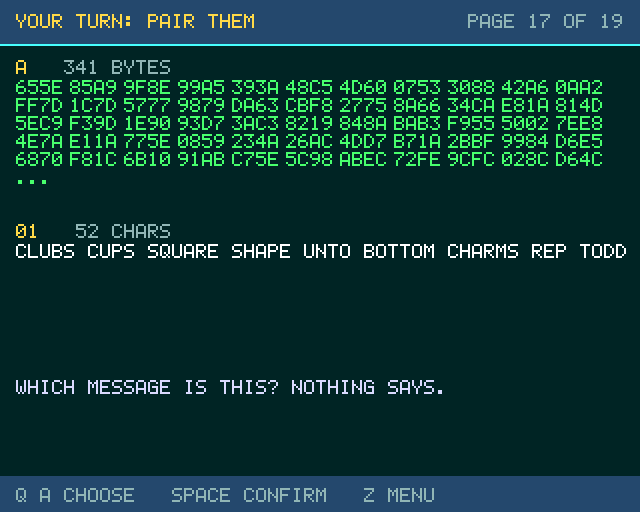 YOUR TURN: PAIR THEM PAGE 17 OF 19
A 341 BYTES
655E 85A9 9F8E 99A5 393A 48C5 4D60 0753 3088 42A6 0AA2
FF7D 1C7D 5777 9879 DA63 CBF8 2775 8A66 34CA E81A 814D
5EC9 F39D 1E90 93D7 3AC3 8219 848A BAB3 F955 5002 7EE8
4E7A E11A 775E 0859 234A 26AC 4DD7 B71A 2BBF 9984 D6E5
6870 F81C 6B10 91AB C75E 5C98 ABEC 72FE 9CFC 028C D64C
...
01 52 CHARS
CLUBS CUPS SQUARE SHAPE UNTO BOTTOM CHARMS REP TODD
WHICH MESSAGE IS THIS? NOTHING SAYS.
Q A CHOOSE SPACE CONFIRM Z MENU